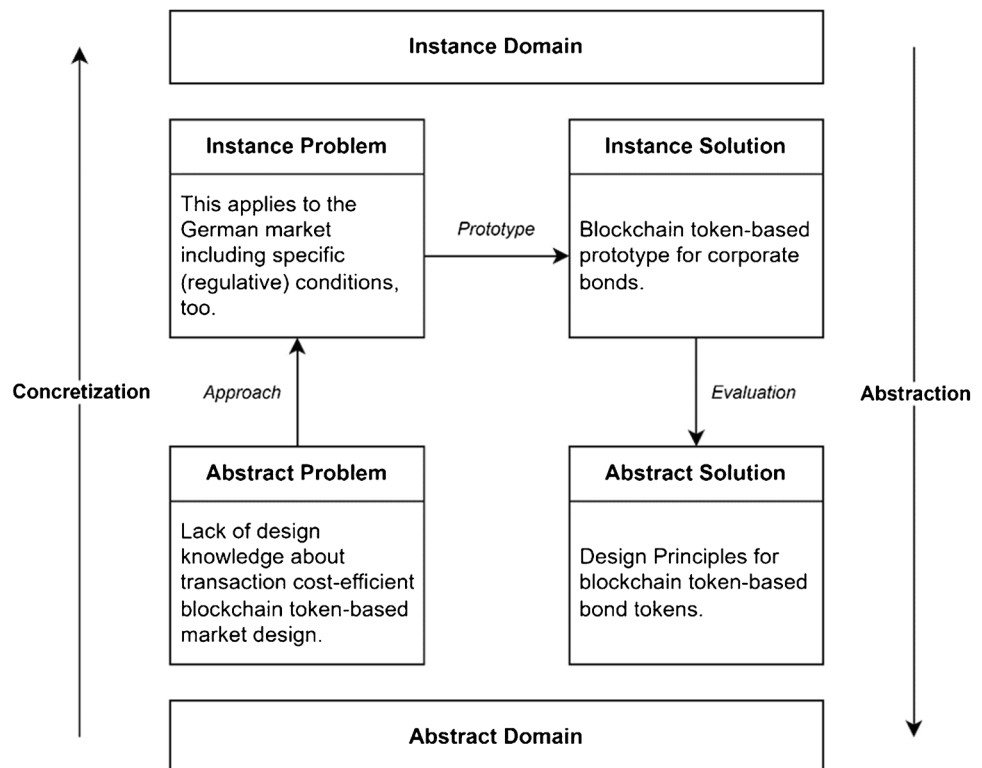 Instance Domain
Instance Problem
This applies to the
German market
including specific
(regulative) conditions,
too.
Prototype
Instance Solution
Blockchain token-based
prototype for corporate
bonds.
Concretization
Approach
Evaluation
Abstraction
Abstract Problem
Lack of design
knowledge about
transaction cost-efficient
blockchain token-based
market design.
Abstract Solution
Design Principles for
blockchain token-based
bond tokens.
Abstract Domain